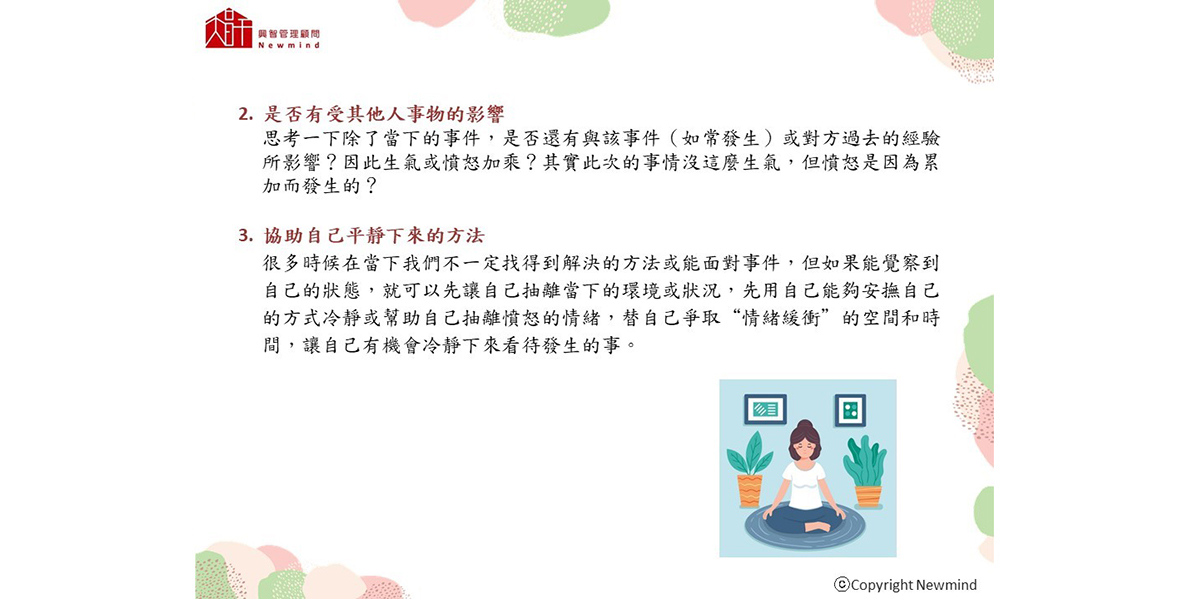 興智管理顧問
Newmind
2. 是否有受其他人事物的影響
思考一下除了當下的事件，是否還有與該事件（如常發生）或對方過去的經驗
所影響？因此生氣或憤怒加乘？其實此次的事情沒這麼生氣，但憤怒是因為累
加而發生的？
3. 協助自己平靜下來的方法
很多時候在當下我們不一定找得到解決的方法或能面對事件，但如果能覺察到
自己的狀態，就可以先讓自己抽離當下的環境或狀況，先用自己能夠安撫自己
的方式冷靜或幫助自己抽離憤怒的情緒，替自己爭取“情緒緩衝”的空間和時
間，讓自己有機會冷靜下來看待發生的事。
©Copyright Newmind